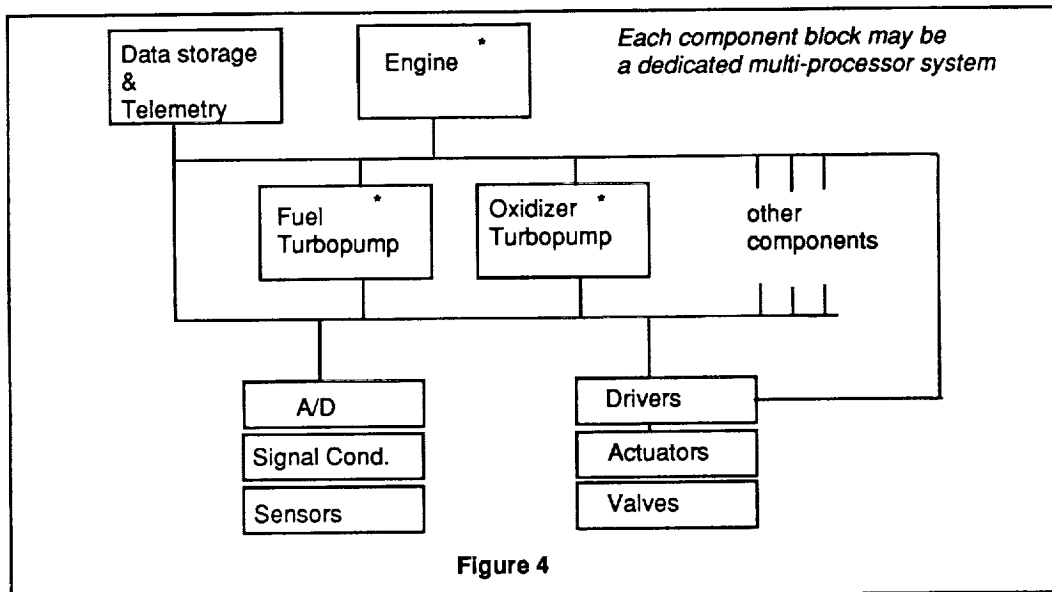 Data storage
&
Telemetry
Engine *
Each component block may be
a dedicated multi-processor system
Fuel *
Turbopump
Oxidizer *
Turbopump
other
components
A/D
Signal Cond.
Sensors
Drivers
Actuators
Valves
Figure 4